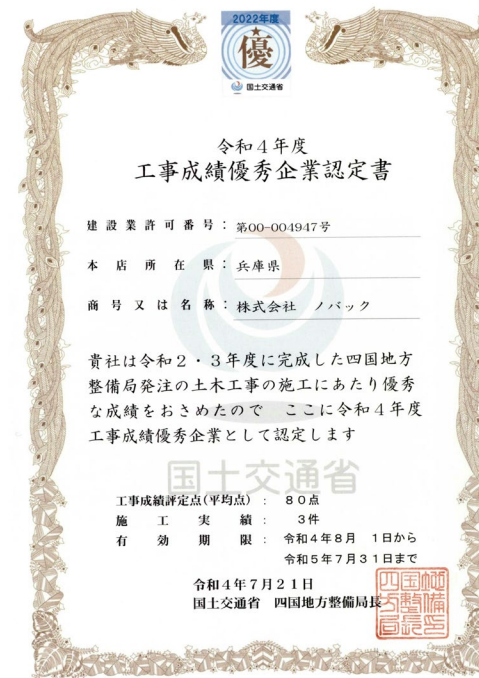 2022年度
優
国土交通省
令和４年度
工事成績優秀企業認定書
建設業許可番号：第00-004947号
本店所在県：兵庫県
商号又は名称：株式会社　ノバック
貴社は令和２・３年度に完成した四国地方
整備局発注の土木工事の施工にあたり優秀
な成績をおさめたので　ここに令和４年度
工事成績優秀企業として認定します
国土交通省
工事成績評定点(平均点)　：　８０点
施工実績：　３件
有効期限：　令和４年８月　１日から
令和５年７月３１日まで
令和４年７月２１日
国土交通省　四国地方整備局長